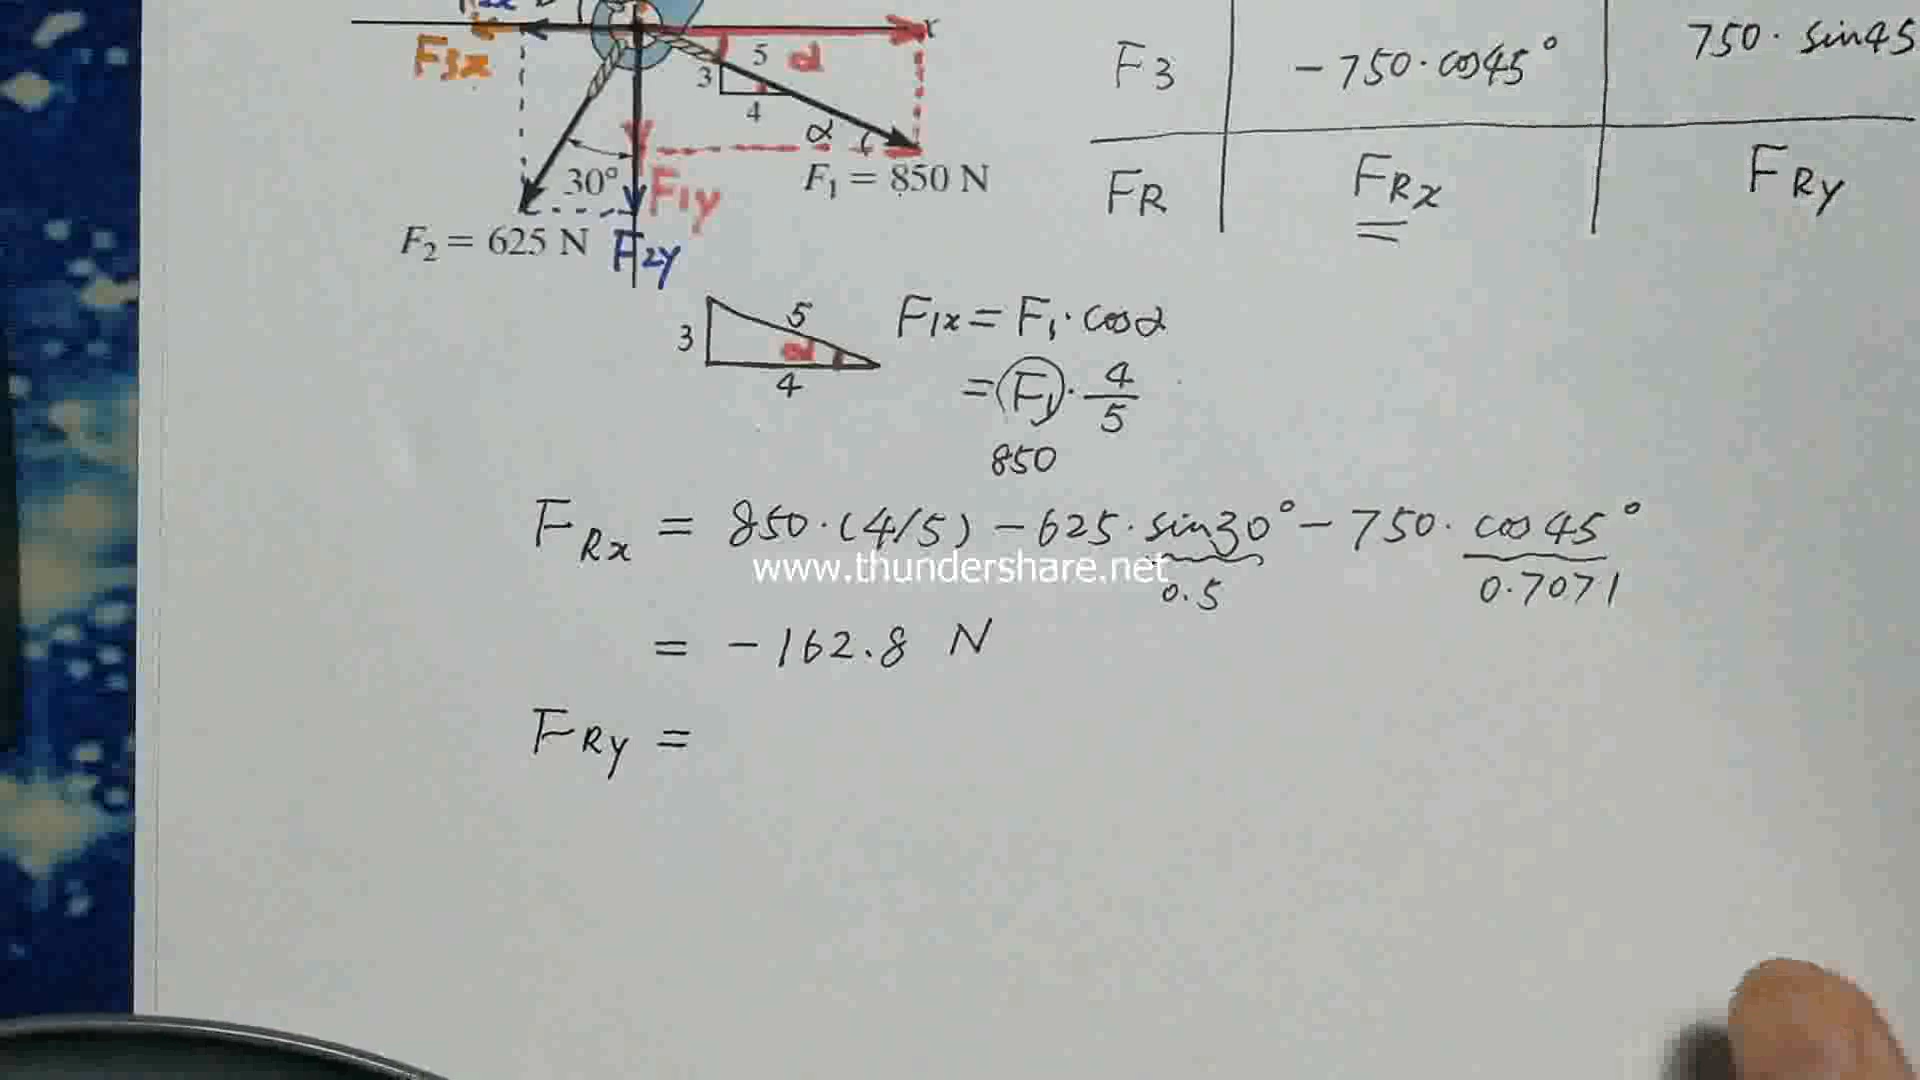 F3x
x
5
α
3
4
α
30°
F1y
F₁ = 850 N
F₂ = 625 N
F2y
F3
-750·cos45°
750·sin45
FR
FRx
FRy
3
5
α
4
F1x = F₁·cosα
= F₁·4/5
850
FRx = 850·(4/5) - 625·sin30° - 750·cos45°
www.thundershare.net
0.5
0.7071
= -162.8 N
FRy =